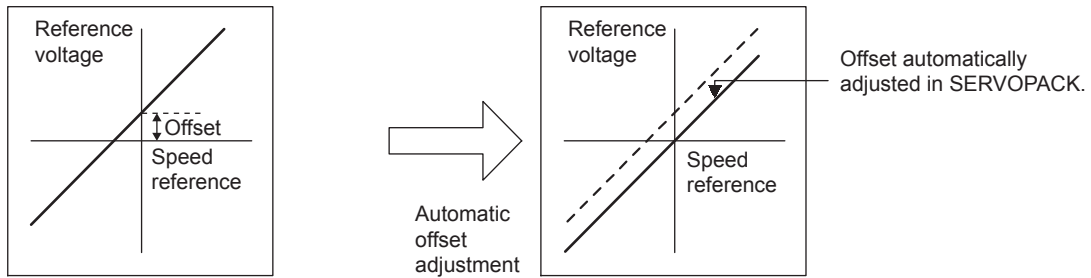 Reference
voltage
Offset
Speed
reference
Automatic
offset
adjustment
Reference
voltage
Speed
reference
Offset automatically
adjusted in SERVOPACK.